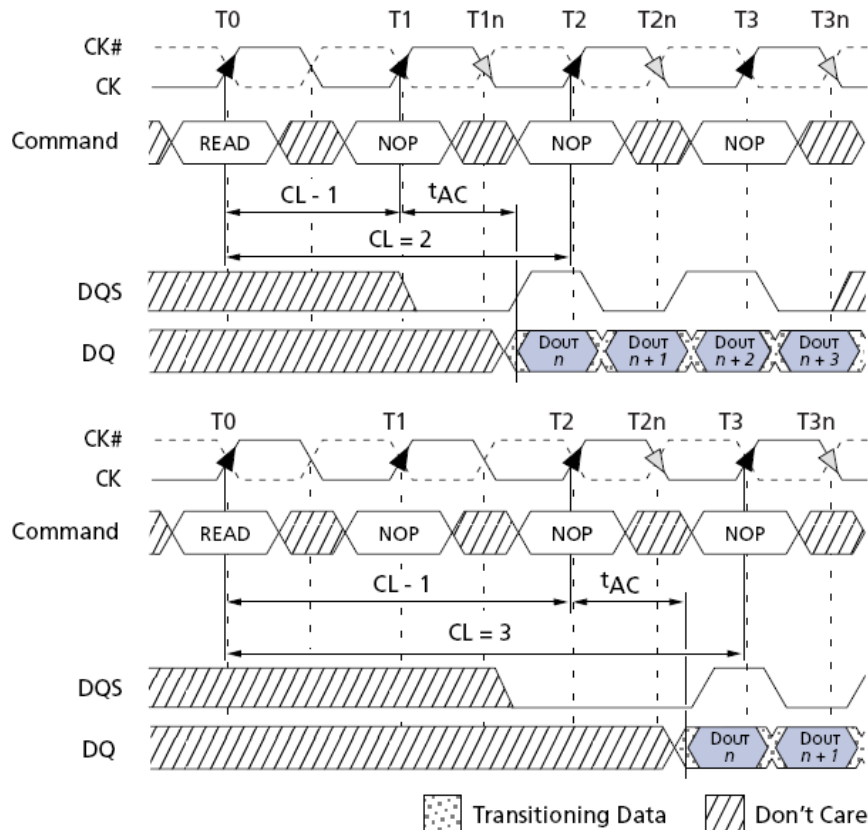 T0 T1 T1n T2 T2n T3 T3n
CK#
CK
Command READ NOP NOP NOP
CL - 1 tAC
CL = 2
DQS
DQ DOUT n DOUT n + 1 DOUT n + 2 DOUT n + 3
T0 T1 T2 T2n T3 T3n
CK#
CK
Command READ NOP NOP NOP
CL - 1 tAC
CL = 3
DQS
DQ DOUT n DOUT n + 1
Transitioning Data Don't Care